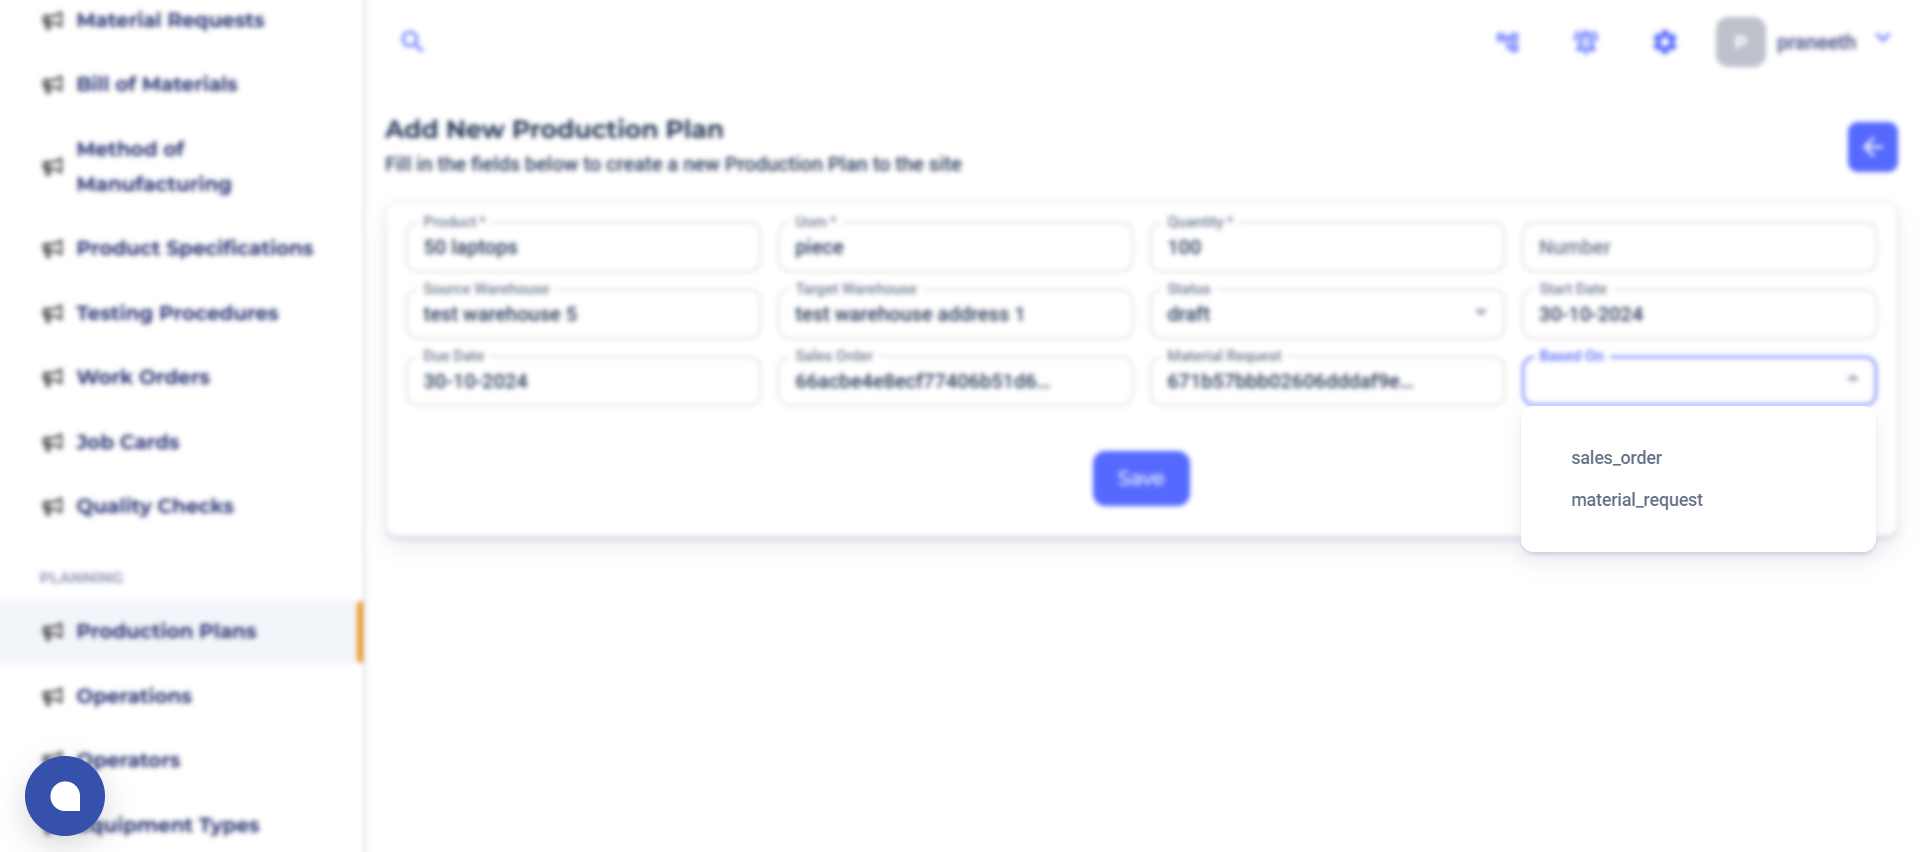 Material Requests
Bill of Materials
Method of
Manufacturing
Product Specifications
Testing Procedures
Work Orders
Job Cards
Quality Checks
PLANNING
Production Plans
Operations
Operators
quipment Types
P praneeth
Add New Production Plan
Fill in the fields below to create a new Production Plan to the site
Product * Uom * Quantity *
50 laptops piece 100 Number
Source Warehouse Target Warehouse Status Start Date
test warehouse 5 test warehouse address 1 draft 30-10-2024
Due Date Sales Order Material Request Based On
30-10-2024 66acbe4e8ecf77406b51d6... 671b57bbb02606dddaf9e...
sales_order
material_request
Save